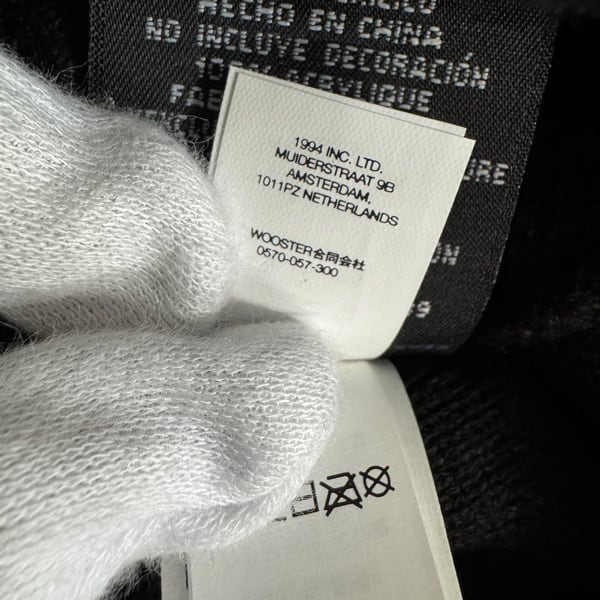 HECHO EN CHINA
NO INCLUYE DECORACIÓN
1994 INC. LTD.
MUIDERSTRAAT 9B
AMSTERDAM,
1011PZ NETHERLANDS
WOOSTER合同会社
0570-057-300